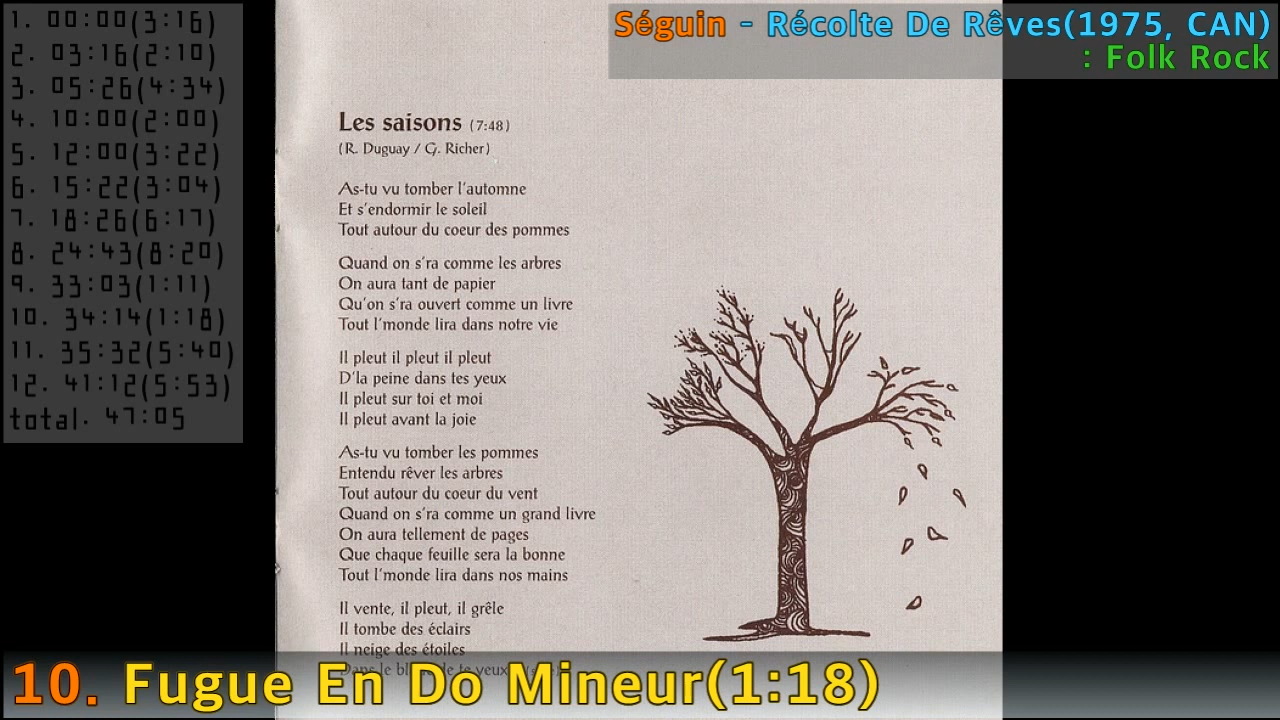 1. 00:00(3:16)
2. 03:16(2:10)
3. 05:26(4:34)
4. 10:00(2:00)
5. 12:00(3:22)
6. 15:22(3:04)
7. 18:26(6:17)
8. 24:43(8:20)
9. 33:03(1:11)
10. 34:14(1:18)
11. 35:32(5:40)
12. 41:12(5:53)
total. 47:05
Séguin - Récolte De Rêves(1975, CAN)
: Folk Rock
Les saisons (7:48)
(R. Duguay / G. Richer)
As-tu vu tomber l'automne
Et s'endormir le soleil
Tout autour du coeur des pommes
Quand on s'ra comme les arbres
On aura tant de papier
Qu'on s'ra ouvert comme un livre
Tout l'monde lira dans notre vie
Il pleut il pleut il pleut
D'la peine dans tes yeux
Il pleut sur toi et moi
Il pleut avant la joie
As-tu vu tomber les pommes
Entendu rêver les arbres
Tout autour du coeur du vent
Quand on s'ra comme un grand livre
On aura tellement de pages
Que chaque feuille sera la bonne
Tout l'monde lira dans nos mains
Il vente, il pleut, il grêle
Il tombe des éclairs
Il neige des étoiles
10. Fugue En Do Mineur(1:18)